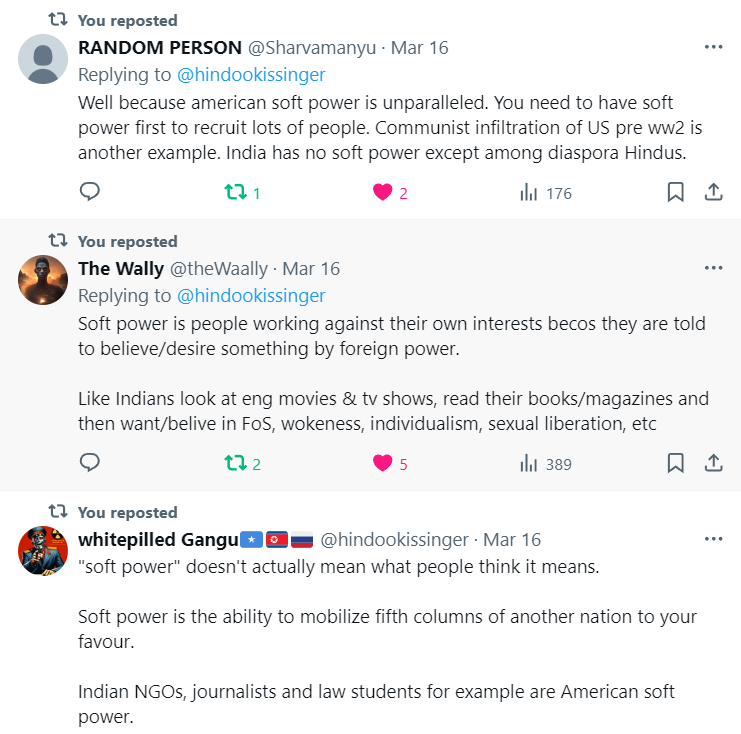 You reposted
RANDOM PERSON @Sharvamanyu · Mar 16
Replying to @hindookissinger
Well because american soft power is unparalleled. You need to have soft
power first to recruit lots of people. Communist infiltration of US pre ww2 is
another example. India has no soft power except among diaspora Hindus.
1 2 176
You reposted
The Wally @theWaally · Mar 16
Replying to @hindookissinger
Soft power is people working against their own interests becos they are told
to believe/desire something by foreign power.
Like Indians look at eng movies & tv shows, read their books/magazines and
then want/belive in FoS, wokeness, individualism, sexual liberation, etc
2 5 389
You reposted
whitepilled Gangu🇸🇴🇰🇵🇷🇺 @hindookissinger · Mar 16
"soft power" doesn't actually mean what people think it means.
Soft power is the ability to mobilize fifth columns of another nation to your
favour.
Indian NGOs, journalists and law students for example are American soft
power.